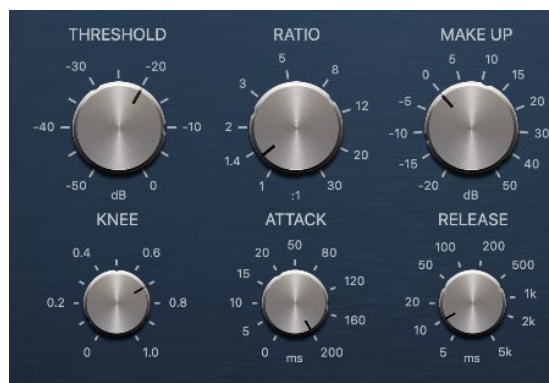 THRESHOLD
-30 -20
-40 -10
-50 0
dB
RATIO
5
3 8
2 12
1.4 20
1 30
:1
MAKE UP
5 10
0 15
-5 20
-10 30
-15 40
-20 50
dB
KNEE
0.4 0.6
0.2 0.8
0 1.0
ATTACK
50
20 80
15 120
10 160
5
0 200
ms
RELEASE
100 200
50 500
20 1k
10 2k
5 5k
ms